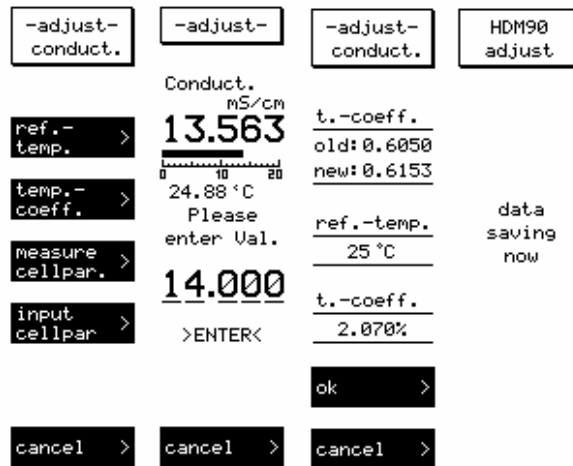 -adjust-
conduct.
ref.-
temp. >
temp.-
coeff. >
measure
cellpar. >
input
cellpar >
cancel >
-adjust-
Conduct.
mS/cm
13.563
0 10 20
24.88 °C
Please
enter Val.
14.000
>ENTER<
cancel >
-adjust-
conduct.
t.-coeff.
old:0.6050
new:0.6153
ref.-temp.
25 °C
t.-coeff.
2.070%
ok >
cancel >
HDM90
adjust
data
saving
now